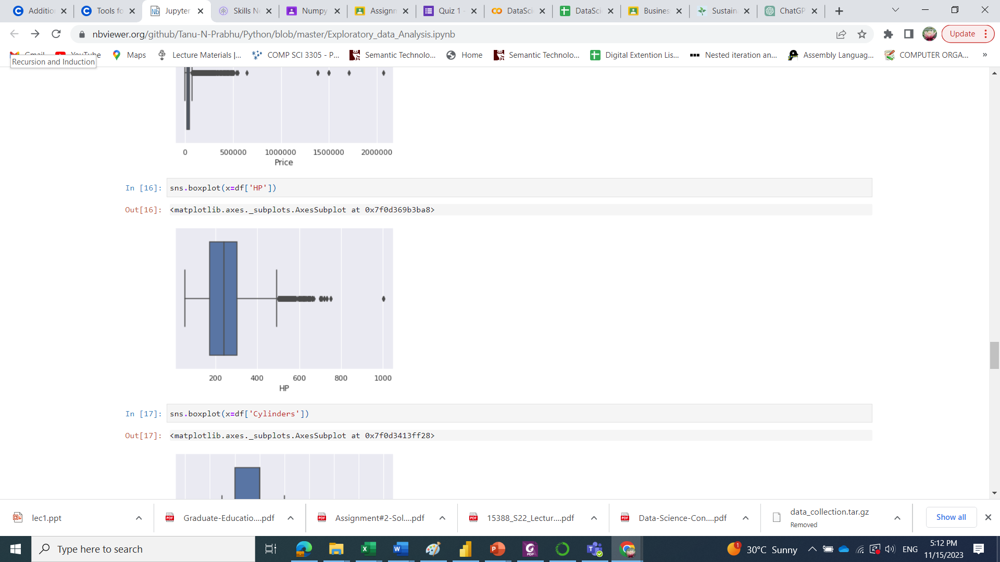 Additio
Tools fo
Jupyter
Skills Ne
Numpy
Assignm
Quiz 1 -
DataSci
DataSci
Busines
Sustain
ChatGP
nbviewer.org/github/Tanu-N-Prabhu/Python/blob/master/Exploratory_data_Analysis.ipynb
Update
Gmail
YouTube
Maps
Lecture Materials |...
COMP SCI 3305 - P...
Semantic Technolo...
Home
Semantic Technolo...
Digital Extention Lis...
Nested iteration an...
Assembly Languag...
COMPUTER ORGA...
»
Recursion and Induction
0 500000 1000000 1500000 2000000
Price
In [16]: sns.boxplot(x=df['HP'])
Out[16]: <matplotlib.axes._subplots.AxesSubplot at 0x7f0d369b3ba8>
200 400 600 800 1000
HP
In [17]: sns.boxplot(x=df['Cylinders'])
Out[17]: <matplotlib.axes._subplots.AxesSubplot at 0x7f0d3413ff28>
lec1.ppt
Graduate-Educatio....pdf
Assignment#2-Sol....pdf
15388_S22_Lectur....pdf
Data-Science-Con....pdf
data_collection.tar.gz
Removed
Show all
Type here to search
1
30°C Sunny
ENG
5:12 PM
11/15/2023